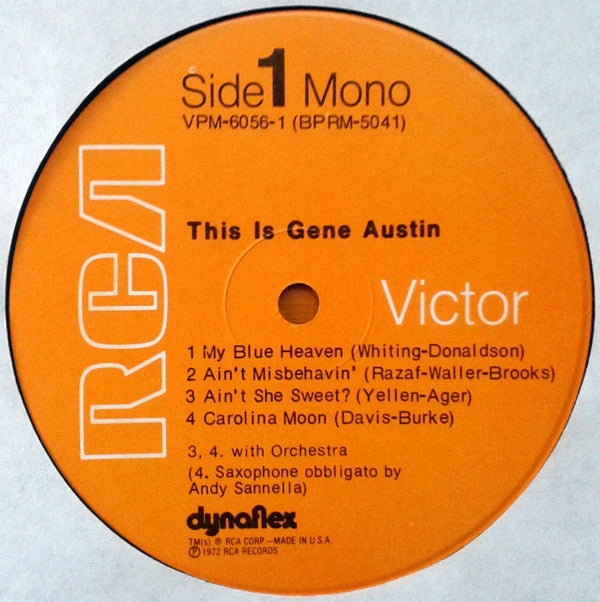 Side 1 Mono
VPM-6056-1 (BPRM-5041)
RCA
This Is Gene Austin
Victor
1 My Blue Heaven (Whiting-Donaldson)
2 Ain't Misbehavin' (Razaf-Waller-Brooks)
3 Ain't She Sweet? (Yellen-Ager)
4 Carolina Moon (Davis-Burke)
3, 4. with Orchestra
(4. Saxophone obbligato by
Andy Sannella)
dynaflex
TM(s) ® RCA CORP —MADE IN U.S.A.
Ⓟ 1972 RCA RECORDS